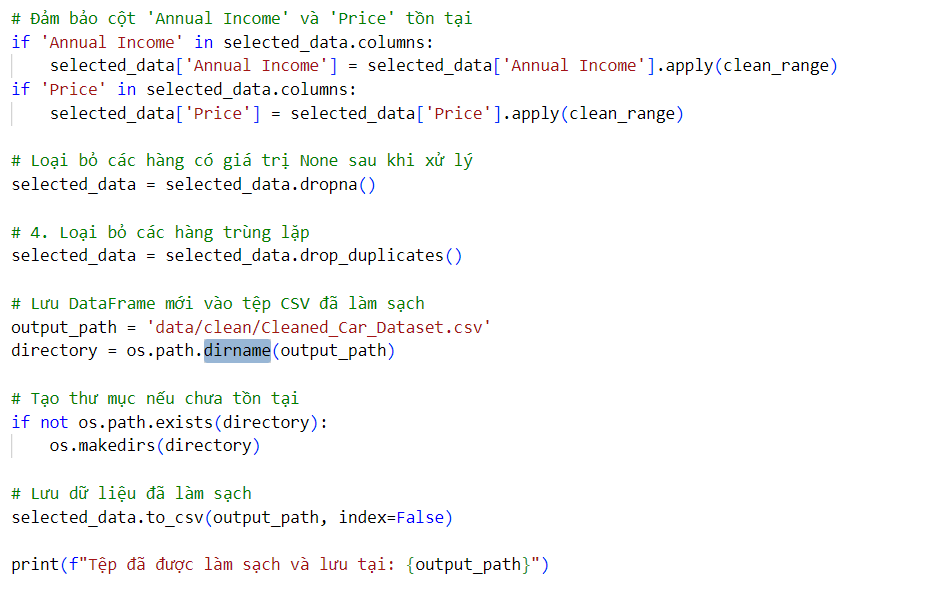 # Đảm bảo cột 'Annual Income' và 'Price' tồn tại
if 'Annual Income' in selected_data.columns:
    selected_data['Annual Income'] = selected_data['Annual Income'].apply(clean_range)
if 'Price' in selected_data.columns:
    selected_data['Price'] = selected_data['Price'].apply(clean_range)

# Loại bỏ các hàng có giá trị None sau khi xử lý
selected_data = selected_data.dropna()

# 4. Loại bỏ các hàng trùng lặp
selected_data = selected_data.drop_duplicates()

# Lưu DataFrame mới vào tệp CSV đã làm sạch
output_path = 'data/clean/Cleaned_Car_Dataset.csv'
directory = os.path.dirname(output_path)

# Tạo thư mục nếu chưa tồn tại
if not os.path.exists(directory):
    os.makedirs(directory)

# Lưu dữ liệu đã làm sạch
selected_data.to_csv(output_path, index=False)

print(f"Tệp đã được làm sạch và lưu tại: {output_path}")